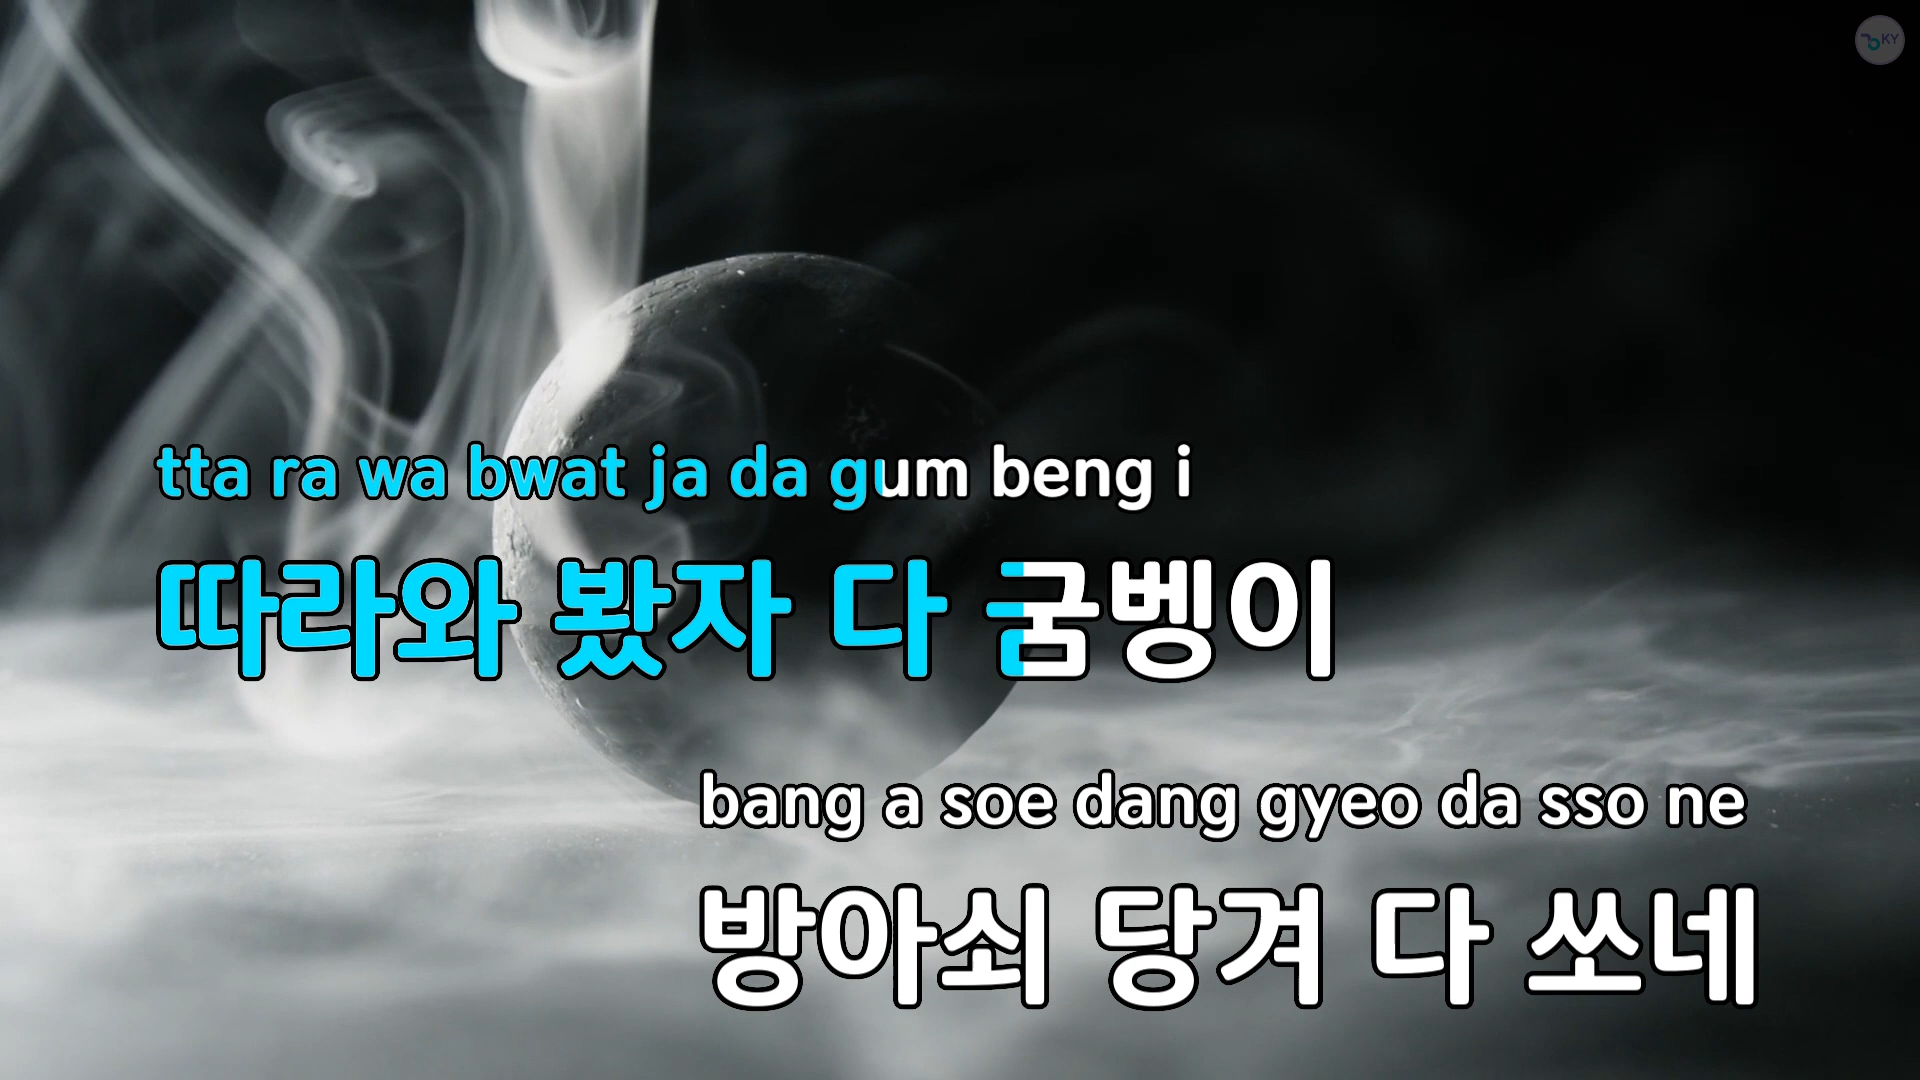 KY
tta ra wa bwat ja da gum beng i
따라와 봤자 다 굼벵이
bang a soe dang gyeo da sso ne
방아쇠 당겨 다 쏘네